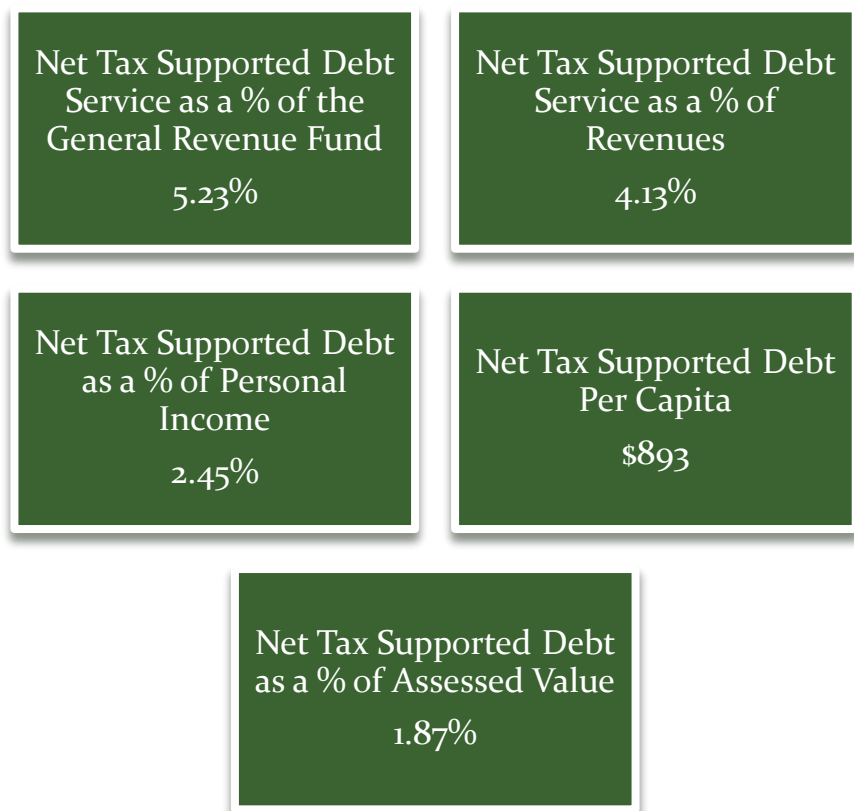 Net Tax Supported Debt
Service as a % of the
General Revenue Fund
5.23%
Net Tax Supported Debt
Service as a % of
Revenues
4.13%
Net Tax Supported Debt
as a % of Personal
Income
2.45%
Net Tax Supported Debt
Per Capita
$893
Net Tax Supported Debt
as a % of Assessed Value
1.87%